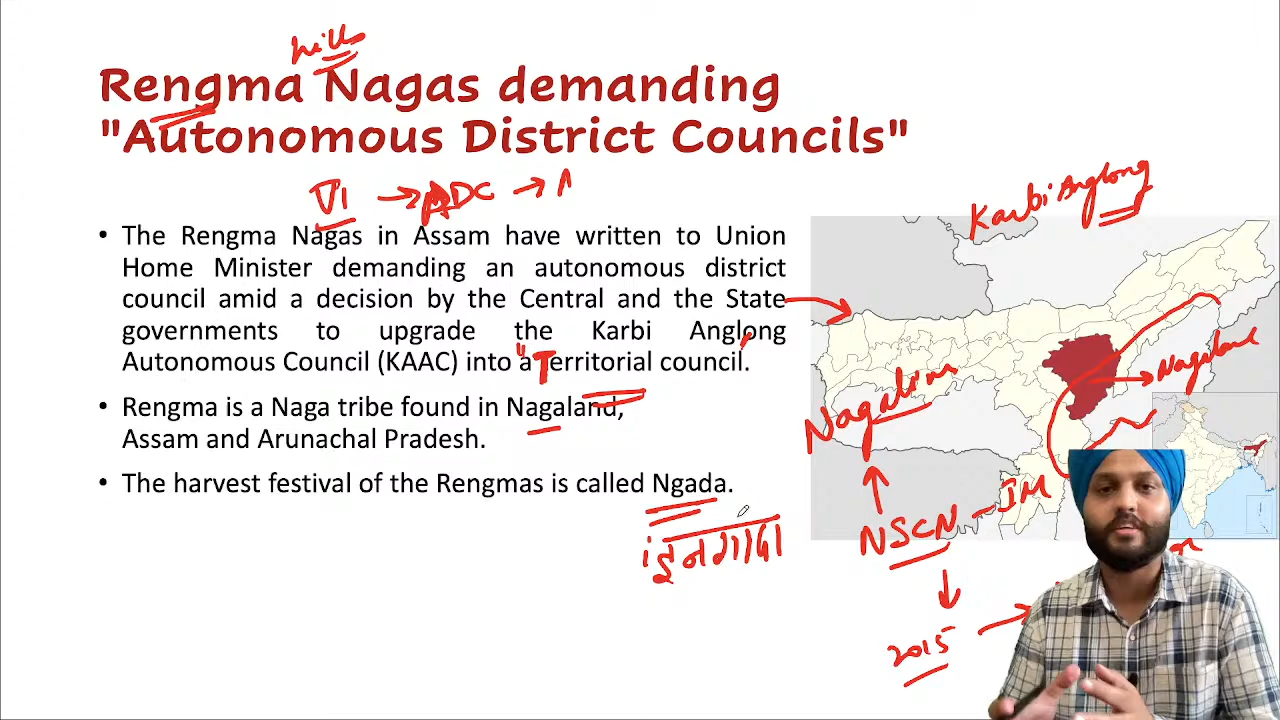 hills
Rengma Nagas demanding
"Autonomous District Councils"
VI → ADC → A
Karbi Anglong
• The Rengma Nagas in Assam have written to Union
Home Minister demanding an autonomous district
council amid a decision by the Central and the State
governments to upgrade the Karbi Anglong
Autonomous Council (KAAC) into a territorial council.
"T
• Rengma is a Naga tribe found in Nagaland,
Assam and Arunachal Pradesh.
• The harvest festival of the Rengmas is called Ngada.
इनगादा
Nagaland
Nagalim
NSCN - IM
2015